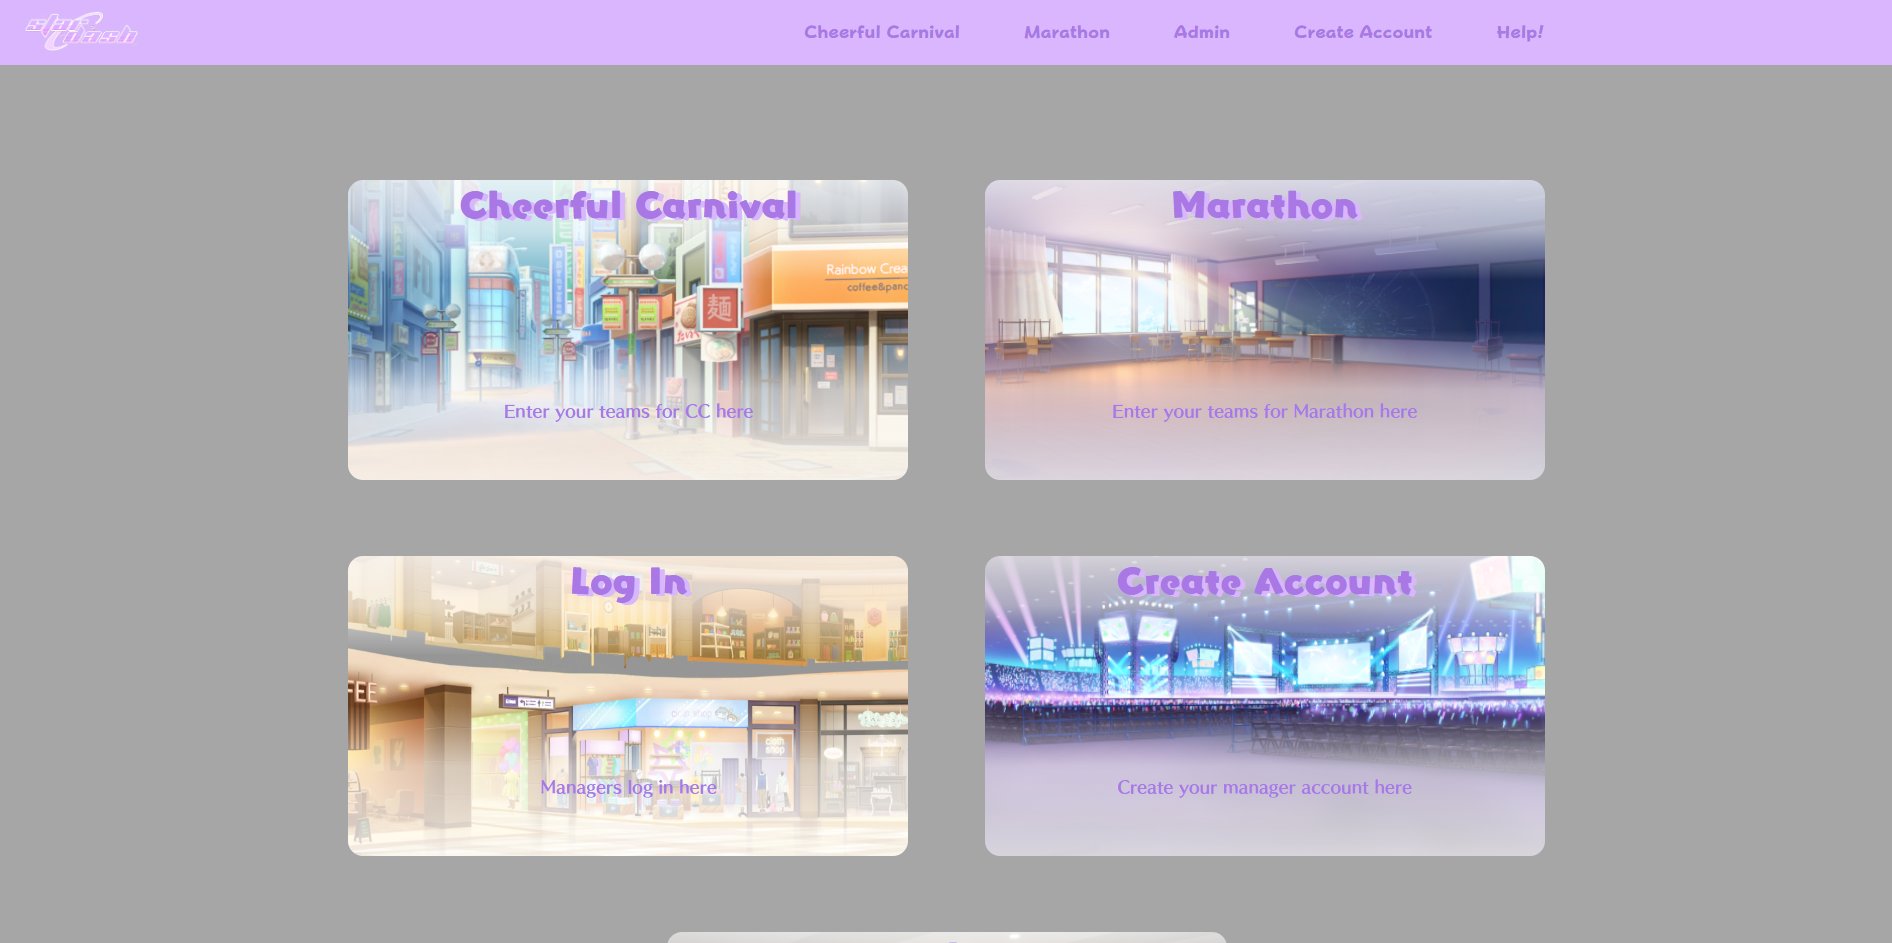 star dash
Cheerful Carnival
Marathon
Admin
Create Account
Help!
Cheerful Carnival
Rainbow Crea
coffee&panc
麺
Enter your teams for CC here
Marathon
Enter your teams for Marathon here
Log In
FEE
cloth
shop
Managers log in here
Create Account
Create your manager account here